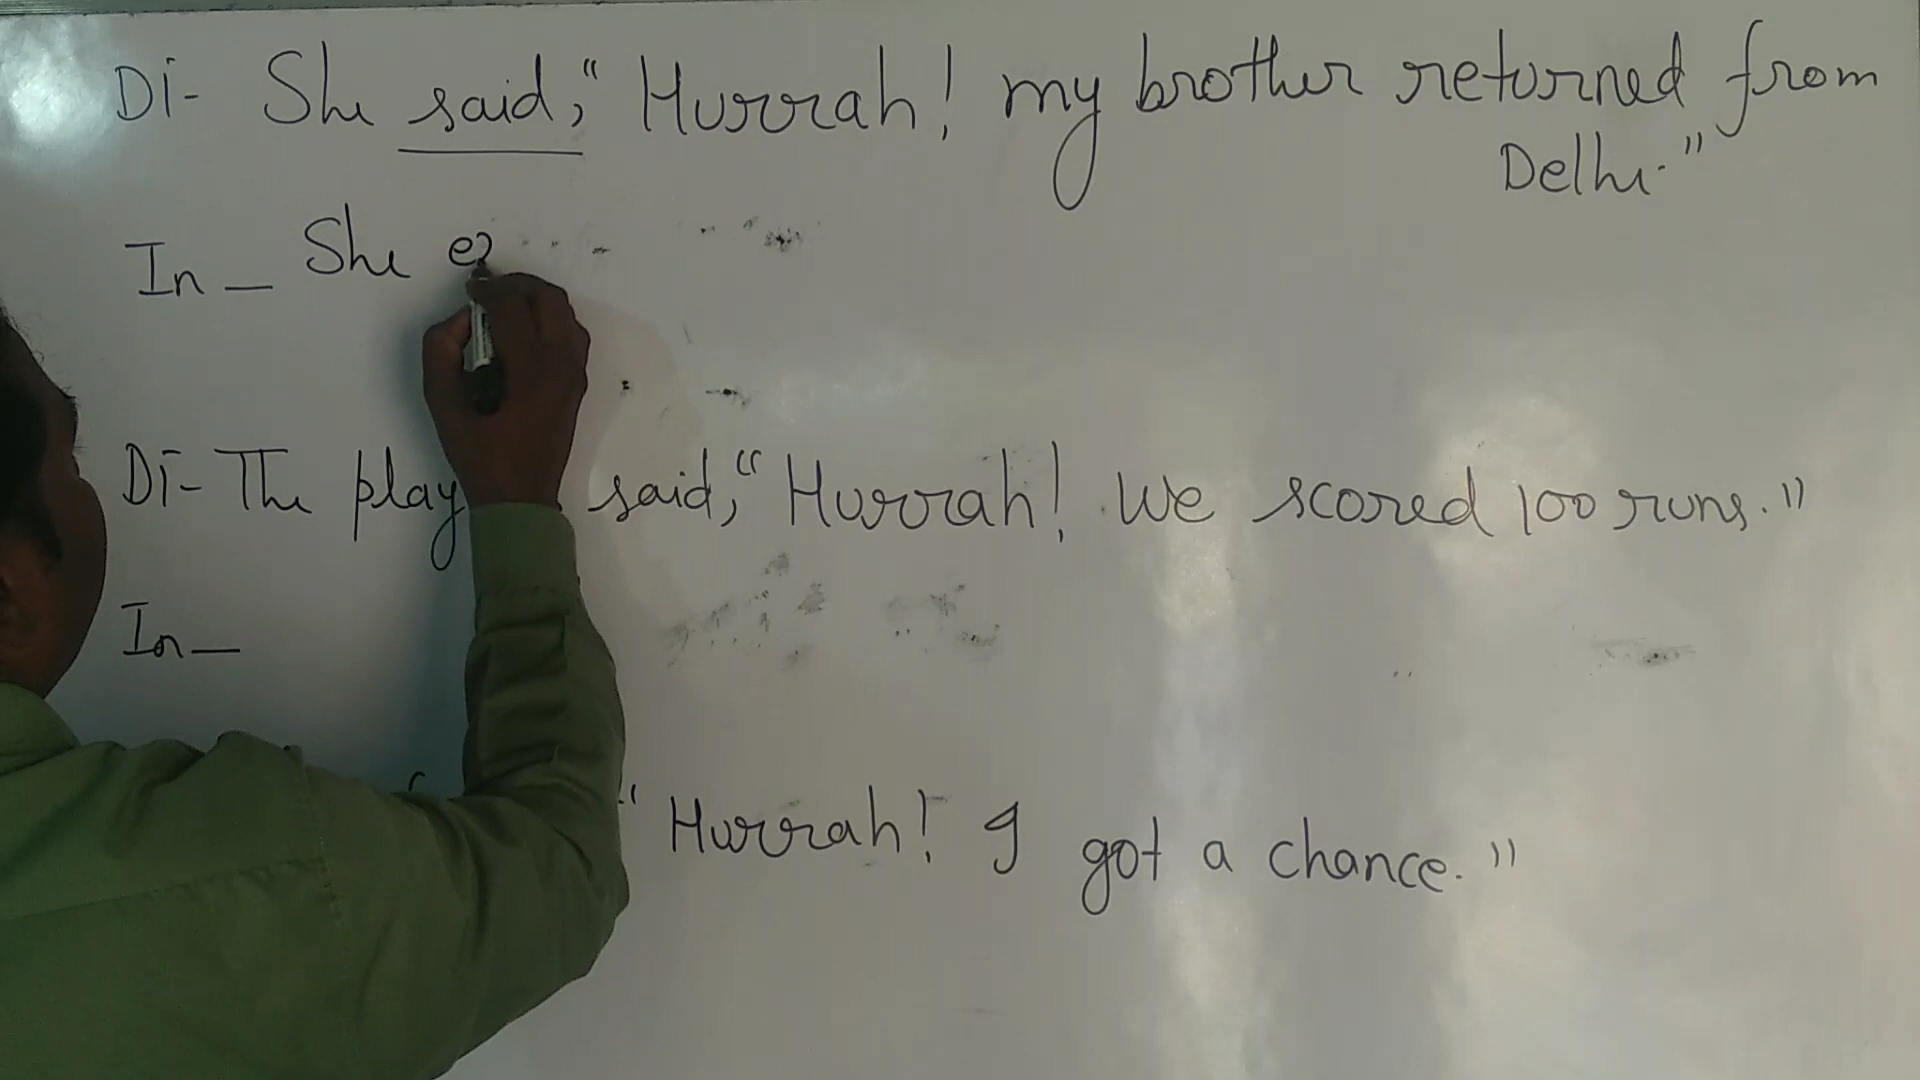 Di- She said, "Hurrah! my brother returned from
Delhi."
In _ She
Di- The play said, "Hurrah! We scored 100 runs."
In _
"Hurrah! I got a chance."